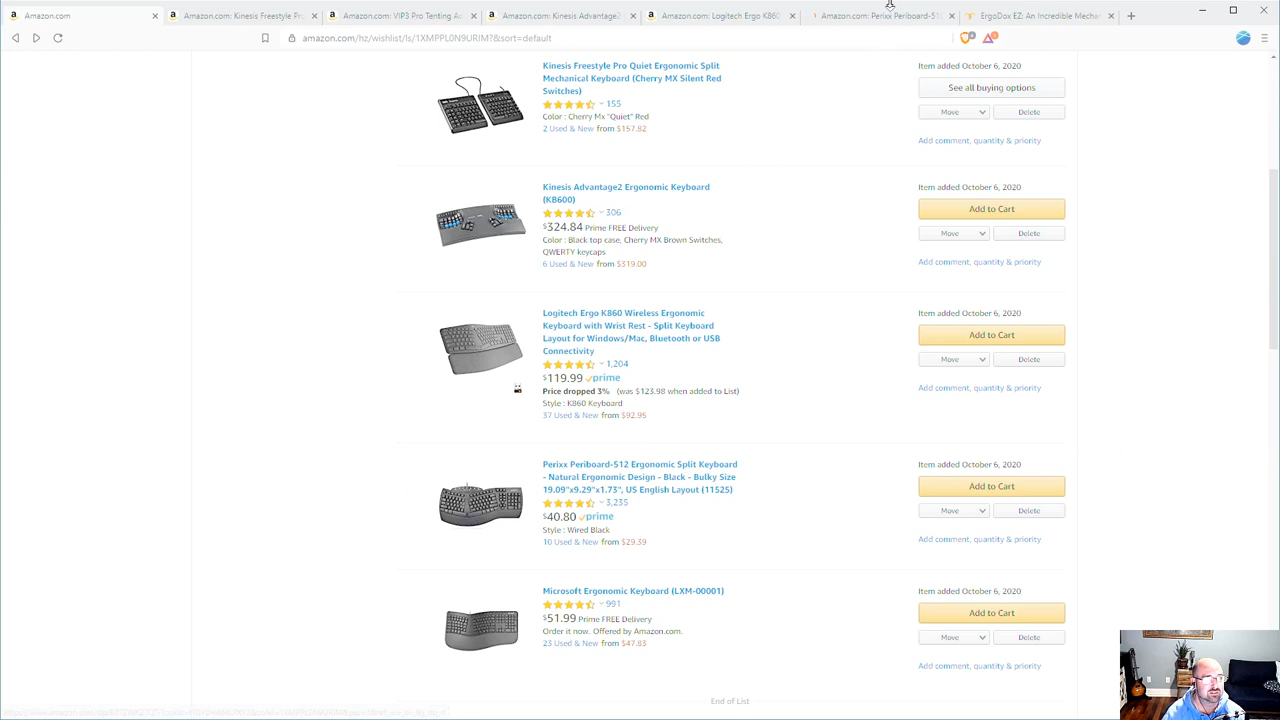 Amazon.com
Amazon.com: Kinesis Freestyle Pro
Amazon.com: VIP3 Pro Tenting Ac
Amazon.com: Kinesis Advantage2
Amazon.com: Logitech Ergo K860
Amazon.com: Perixx Periboard-51
ErgoDox EZ: An Incredible Mecha
amazon.com/hz/wishlist/ls/1XMPPL0N9URIM?&sort=default
Kinesis Freestyle Pro Quiet Ergonomic Split
Mechanical Keyboard (Cherry MX Silent Red
Switches)
155
Color : Cherry Mx "Quiet" Red
2 Used & New from $157.82
Item added October 6, 2020
See all buying options
Move
Delete
Add comment, quantity & priority
Kinesis Advantage2 Ergonomic Keyboard
(KB600)
306
$324.84 Prime FREE Delivery
Color : Black top case, Cherry MX Brown Switches,
QWERTY keycaps
6 Used & New from $319.00
Item added October 6, 2020
Add to Cart
Move
Delete
Add comment, quantity & priority
Logitech Ergo K860 Wireless Ergonomic
Keyboard with Wrist Rest - Split Keyboard
Layout for Windows/Mac, Bluetooth or USB
Connectivity
1,204
$119.99 prime
Price dropped 3% (was $123.98 when added to List)
Style : K860 Keyboard
37 Used & New from $92.95
Item added October 6, 2020
Add to Cart
Move
Delete
Add comment, quantity & priority
Perixx Periboard-512 Ergonomic Split Keyboard
- Natural Ergonomic Design - Black - Bulky Size
19.09"x9.29"x1.73", US English Layout (11525)
3,235
$40.80 prime
Style : Wired Black
10 Used & New from $29.39
Item added October 6, 2020
Add to Cart
Move
Delete
Add comment, quantity & priority
Microsoft Ergonomic Keyboard (LXM-00001)
991
$51.99 Prime FREE Delivery
Order it now. Offered by Amazon.com.
23 Used & New from $47.83
Item added October 6, 2020
Add to Cart
Move
Delete
Add comment, quantity & priority
End of List